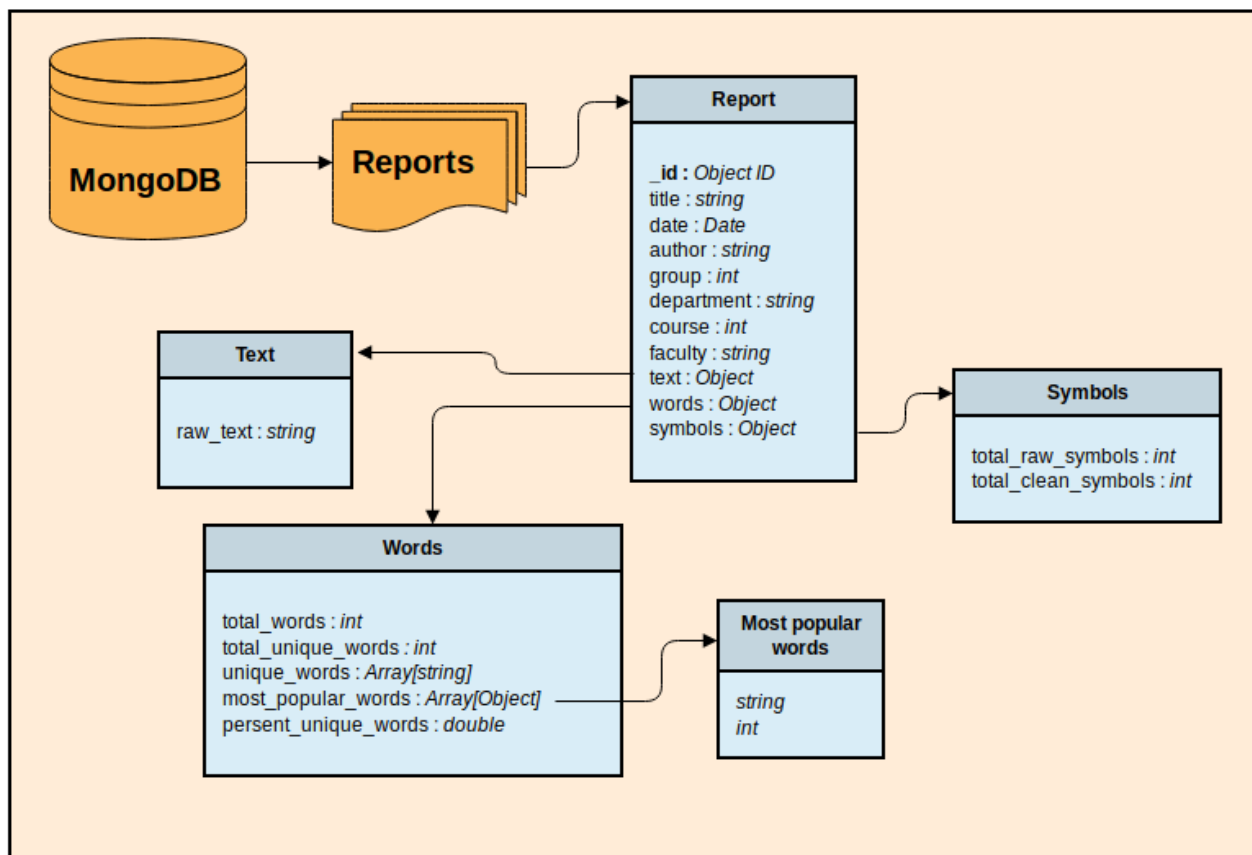 MongoDB
Reports
Report
_id : Object ID
title : string
date : Date
author : string
group : int
department : string
course : int
faculty : string
text : Object
words : Object
symbols : Object
Text
raw_text : string
Symbols
total_raw_symbols : int
total_clean_symbols : int
Words
total_words : int
total_unique_words : int
unique_words : Array[string]
most_popular_words : Array[Object]
persent_unique_words : double
Most popular
words
string
int